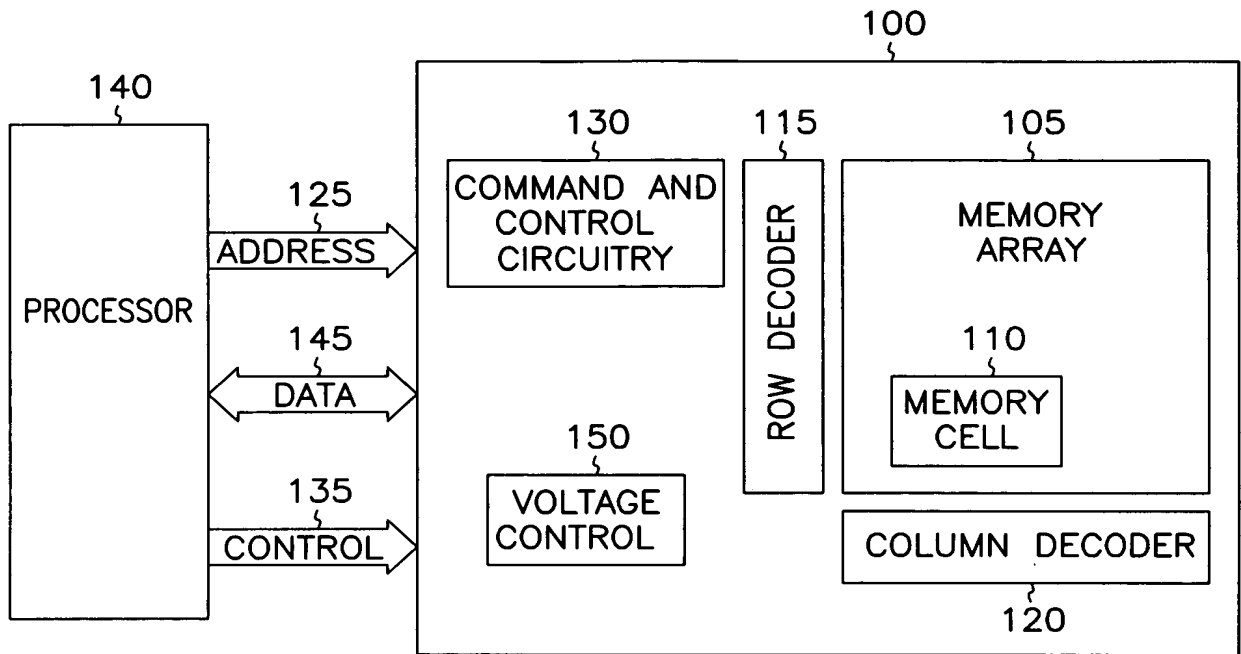 100
140
130
115
105
COMMAND AND
CONTROL
CIRCUITRY
ROW DECODER
MEMORY
ARRAY
125
ADDRESS
PROCESSOR
145
DATA
110
MEMORY
CELL
150
VOLTAGE
CONTROL
135
CONTROL
COLUMN DECODER
120